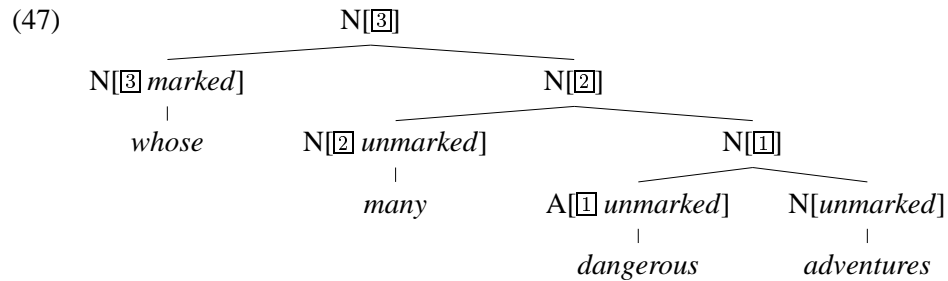 (47) N[3]
N[3 marked] N[2]
whose N[2 unmarked] N[1]
many A[1 unmarked] N[unmarked]
dangerous adventures